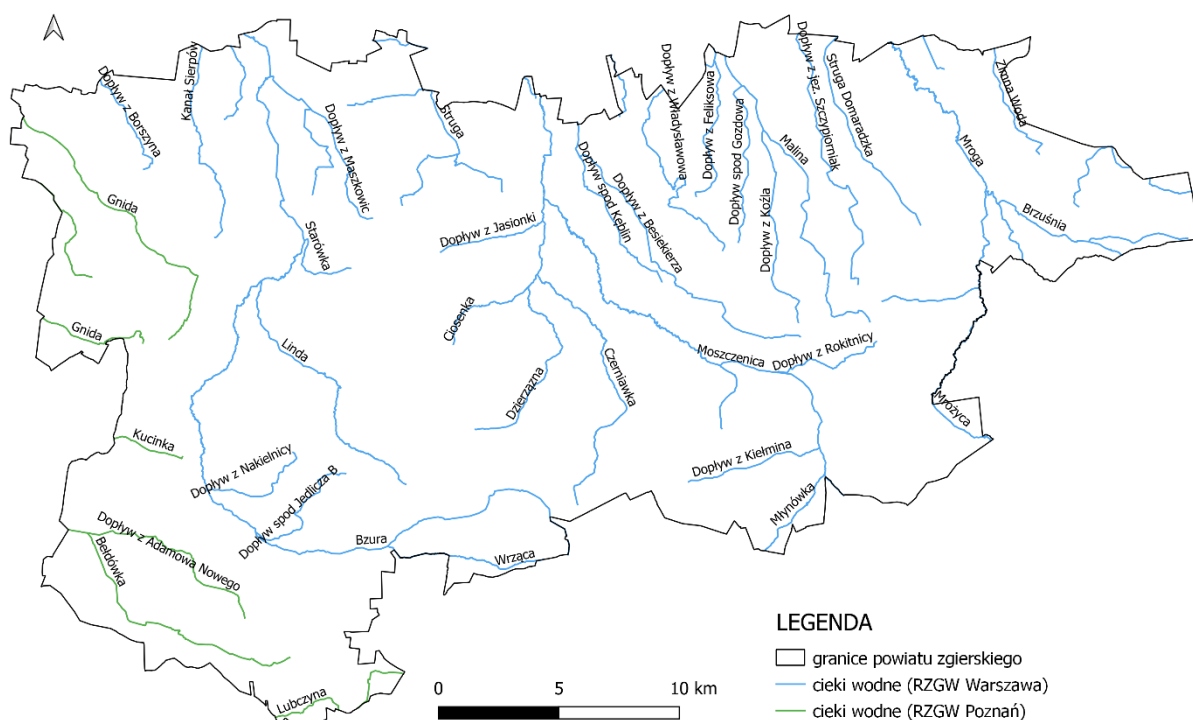 Dopływ z Borszyna
Kanał Sierpów
Dopływ z Maszkowic
Struga
Dopływ z Władysławowa
Dopływ z Feliksowa
Dopływ spod Gozdowa
Dopływ z jez. Szczypiorniak
Struga Domaradzka
Malina
Mroga
Zimna Woda
Gnida
Starówka
Dopływ z Jasionki
Dopływ spod Kęblin
Dopływ z Besiekierza
Dopływ z Koźla
Brzuśnia
Gnida
Linda
Ciosenka
Dzierżązna
Czerniawka
Moszczenica
Dopływ z Rokitnicy
Mrożyca
Kucinka
Dopływ z Nakielnicy
Dopływ spod Jedlicza B
Dopływ z Kiełmina
Młynówka
Dopływ z Adamowa Nowego
Bełdówka
Bzura
Wrząca
Lubczyna
LEGENDA
granice powiatu zgierskiego
cieki wodne (RZGW Warszawa)
cieki wodne (RZGW Poznań)
0 5 10 km